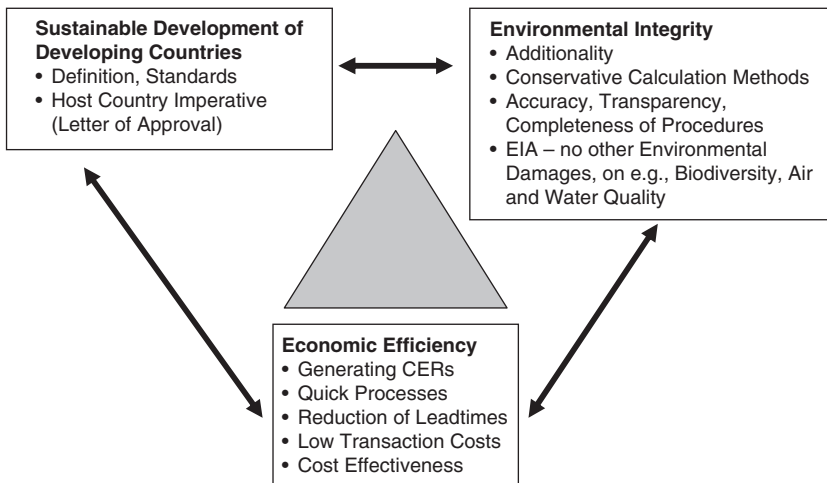 Sustainable Development of
Developing Countries
• Definition, Standards
• Host Country Imperative
(Letter of Approval)
Environmental Integrity
• Additionality
• Conservative Calculation Methods
• Accuracy, Transparency,
Completeness of Procedures
• EIA – no other Environmental
Damages, on e.g., Biodiversity, Air
and Water Quality
Economic Efficiency
• Generating CERs
• Quick Processes
• Reduction of Leadtimes
• Low Transaction Costs
• Cost Effectiveness